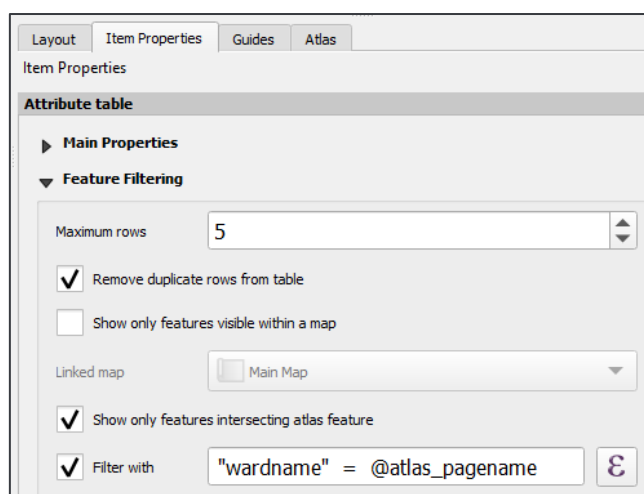 Layout Item Properties Guides Atlas
Item Properties
Attribute table
Main Properties
Feature Filtering
Maximum rows 5
Remove duplicate rows from table
Show only features visible within a map
Linked map Main Map
Show only features intersecting atlas feature
Filter with "wardname" = @atlas_pagename ε